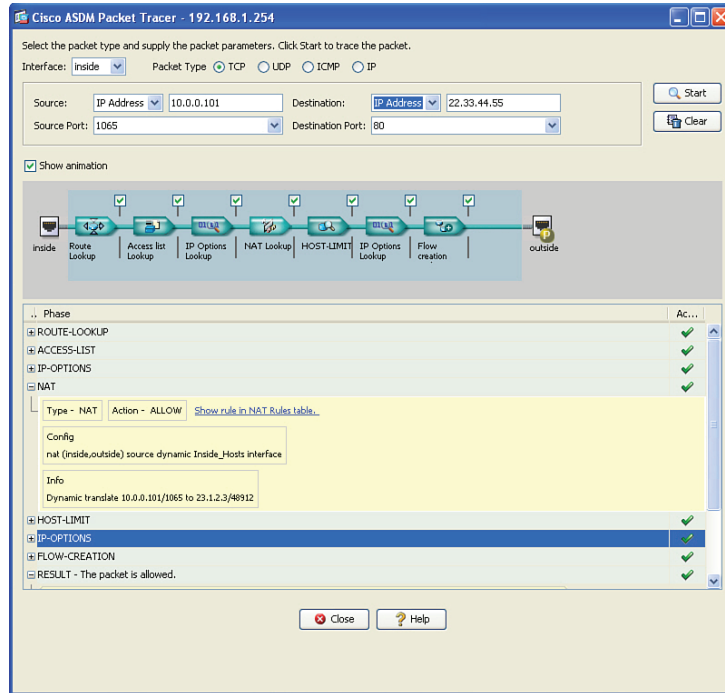 Cisco ASDM Packet Tracer - 192.168.1.254
Select the packet type and supply the packet parameters. Click Start to trace the packet.
Interface: inside Packet Type TCP UDP ICMP IP
Source: IP Address 10.0.0.101 Destination: IP Address 22.33.44.55
Source Port: 1065 Destination Port: 80
Start
Clear
Show animation
inside
Route Lookup
Access list Lookup
IP Options Lookup
NAT Lookup
HOST-LIMIT
IP Options Lookup
Flow creation
outside
.. Phase Ac...
ROUTE-LOOKUP
ACCESS-LIST
IP-OPTIONS
NAT
Type - NAT Action - ALLOW Show rule in NAT Rules table.
Config
nat (inside,outside) source dynamic Inside_Hosts interface
Info
Dynamic translate 10.0.0.101/1065 to 23.1.2.3/48912
HOST-LIMIT
IP-OPTIONS
FLOW-CREATION
RESULT - The packet is allowed.
Close Help